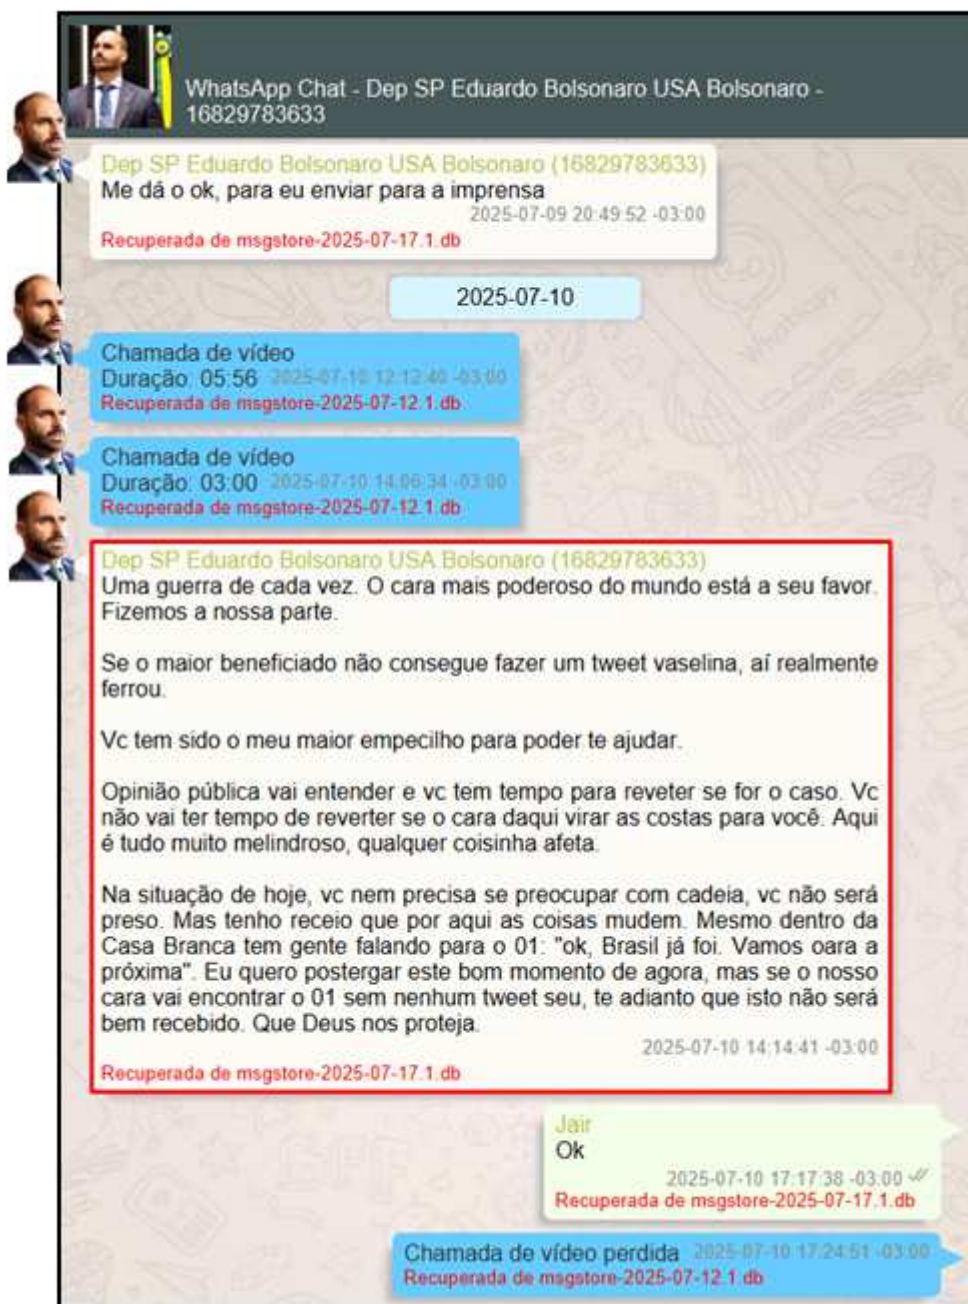 WhatsApp Chat - Dep SP Eduardo Bolsonaro USA Bolsonaro -
16829783633
Dep SP Eduardo Bolsonaro USA Bolsonaro (16829783633)
Me dá o ok, para eu enviar para a imprensa
2025-07-09 20:49:52 -03:00
Recuperada de msgstore-2025-07-17.1.db
2025-07-10
Chamada de vídeo
Duração: 05:56 2025-07-10 12:12:40 -03:00
Recuperada de msgstore-2025-07-12.1.db
Chamada de vídeo
Duração: 03:00 2025-07-10 14:06:34 -03:00
Recuperada de msgstore-2025-07-12.1.db
Dep SP Eduardo Bolsonaro USA Bolsonaro (16829783633)
Uma guerra de cada vez. O cara mais poderoso do mundo está a seu favor.
Fizemos a nossa parte.
Se o maior beneficiado não consegue fazer um tweet vaselina, aí realmente
ferrou.
Vc tem sido o meu maior empecilho para poder te ajudar.
Opinião pública vai entender e vc tem tempo para reveter se for o caso. Vc
não vai ter tempo de reverter se o cara daqui virar as costas para você. Aqui
é tudo muito melindroso, qualquer coisinha afeta.
Na situação de hoje, vc nem precisa se preocupar com cadeia, vc não será
preso. Mas tenho receio que por aqui as coisas mudem. Mesmo dentro da
Casa Branca tem gente falando para o 01: "ok, Brasil já foi. Vamos oara a
próxima". Eu quero postergar este bom momento de agora, mas se o nosso
cara vai encontrar o 01 sem nenhum tweet seu, te adianto que isto não será
bem recebido. Que Deus nos proteja.
2025-07-10 14:14:41 -03:00
Recuperada de msgstore-2025-07-17.1.db
Jair
Ok
2025-07-10 17:17:38 -03:00
Recuperada de msgstore-2025-07-17.1.db
Chamada de vídeo perdida 2025-07-10 17:24:51 -03:00
Recuperada de msgstore-2025-07-12.1.db